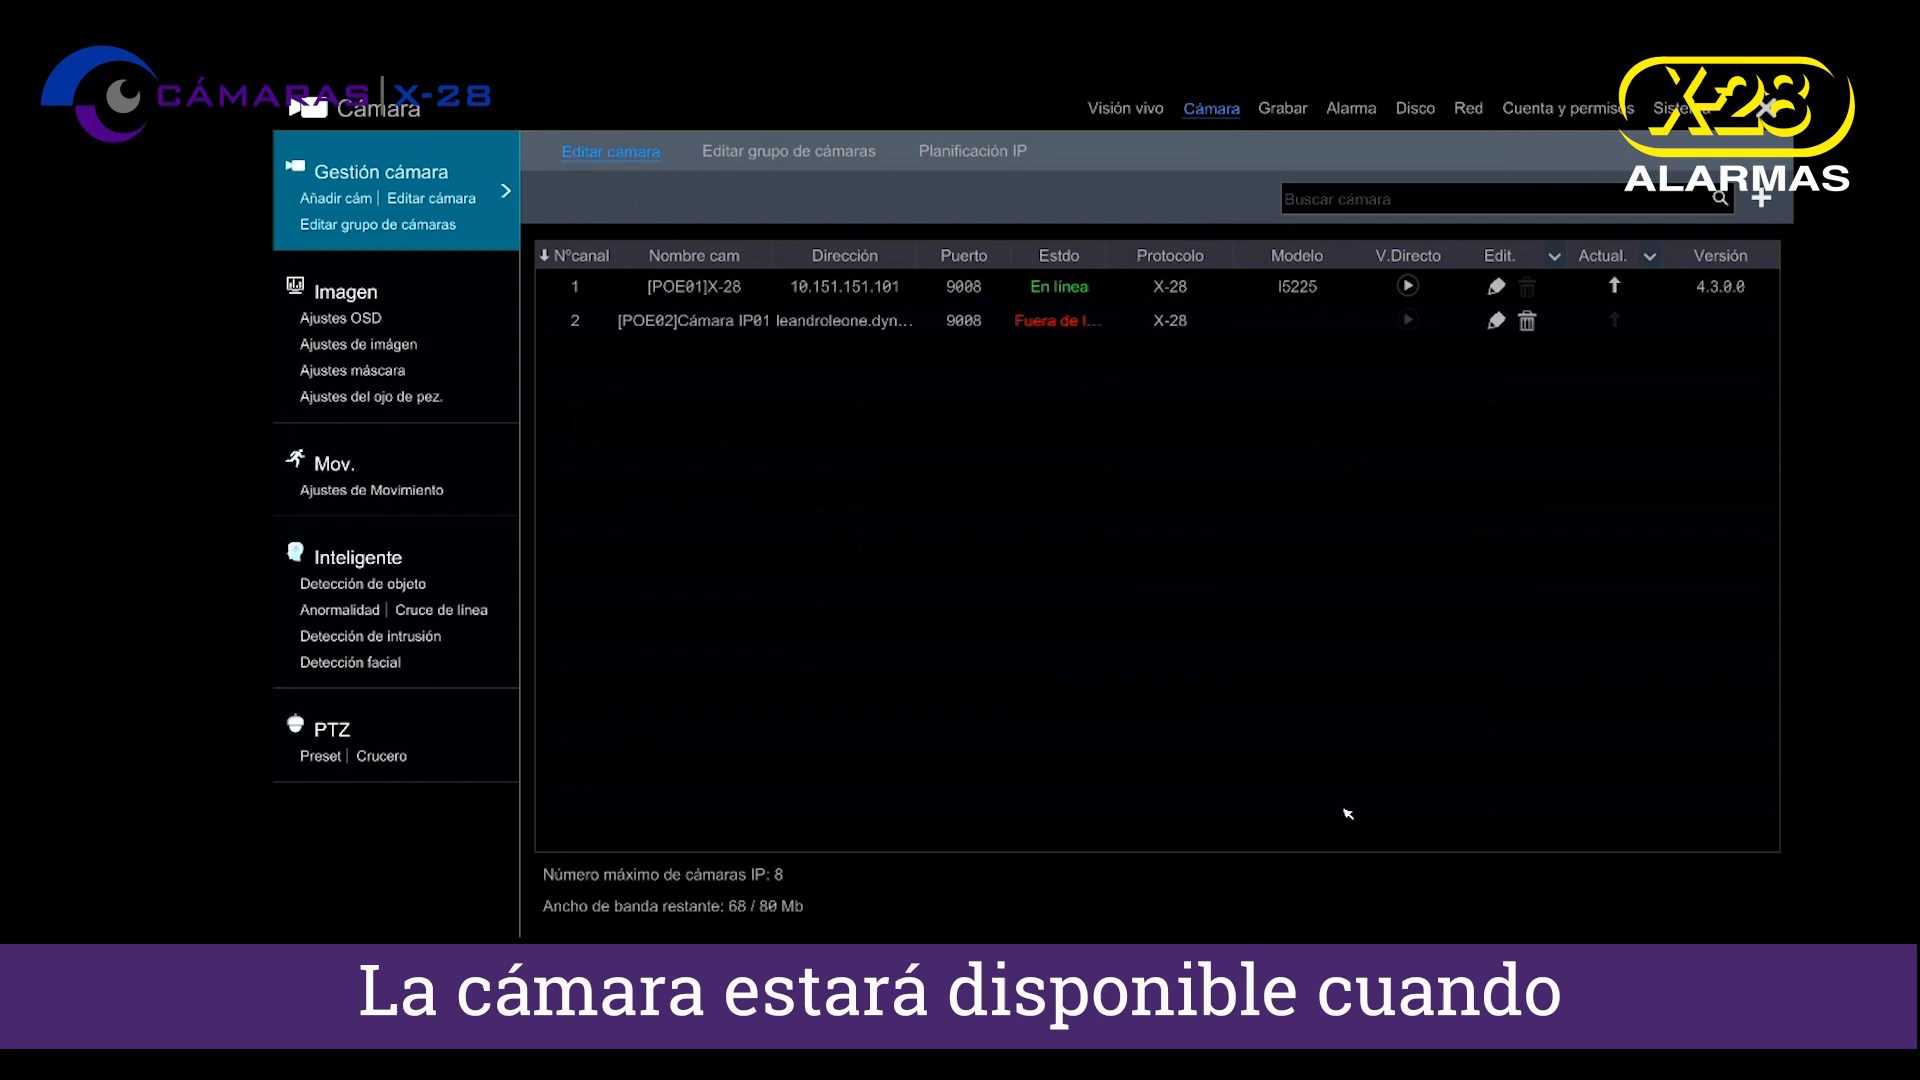 CÁMARAS|X-28
Cámara
Visión vivo Cámara Grabar Alarma Disco Red Cuenta y permisos
X-28
ALARMAS
Gestión cámara
Añadir cám | Editar cámara
Editar grupo de cámaras
Editar cámara Editar grupo de cámaras Planificación IP
Buscar cámara
Imagen
Ajustes OSD
Ajustes de imágen
Ajustes máscara
Ajustes del ojo de pez.
Mov.
Ajustes de Movimiento
Inteligente
Detección de objeto
Anormalidad | Cruce de línea
Detección de intrusión
Detección facial
PTZ
Preset | Crucero
NºcanaI Nombre cam Dirección Puerto Estdo Protocolo Modelo V.Directo Edit. Actual. Versión
1 [POE01]X-28 10.151.151.101 9008 En línea X-28 I5225 4.3.0.0
2 [POE02]Cámara IP01 leandroleone.dyn... 9008 Fuera de l... X-28
Número máximo de cámaras IP: 8
Ancho de banda restante: 68 / 80 Mb
La cámara estará disponible cuando